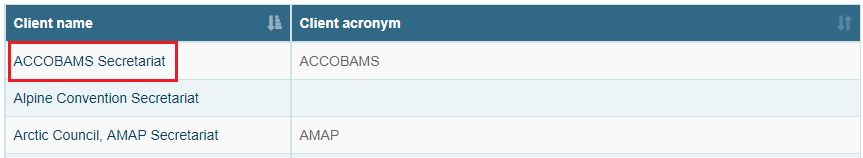 Client name Client acronym
ACCOBAMS Secretariat ACCOBAMS
Alpine Convention Secretariat
Arctic Council, AMAP Secretariat AMAP